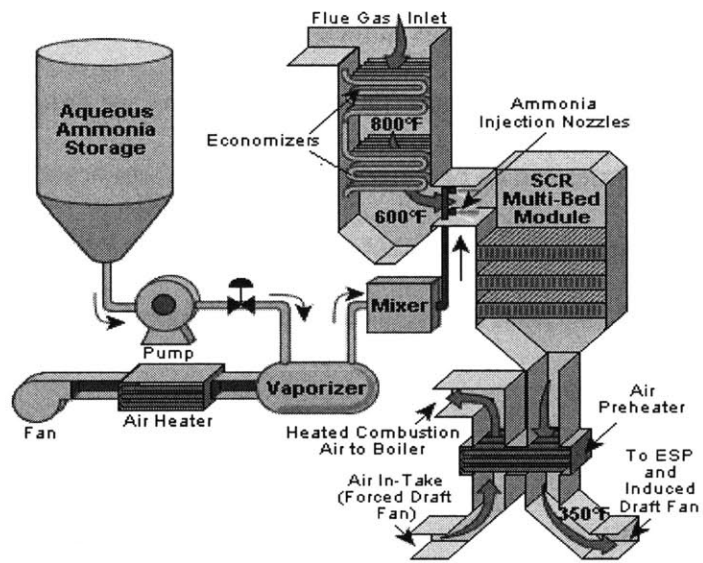 Flue Gas Inlet
Aqueous
Ammonia
Storage
Economizers
800°F
600°F
Ammonia
Injection Nozzles
SCR
Multi-Bed
Module
Mixer
Pump
Vaporizer
Fan
Air Heater
Heated Combustion
Air to Boiler
Air
Preheater
Air In-Take
(Forced Draft
Fan)
350°F
To ESP
and
Induced
Draft Fan